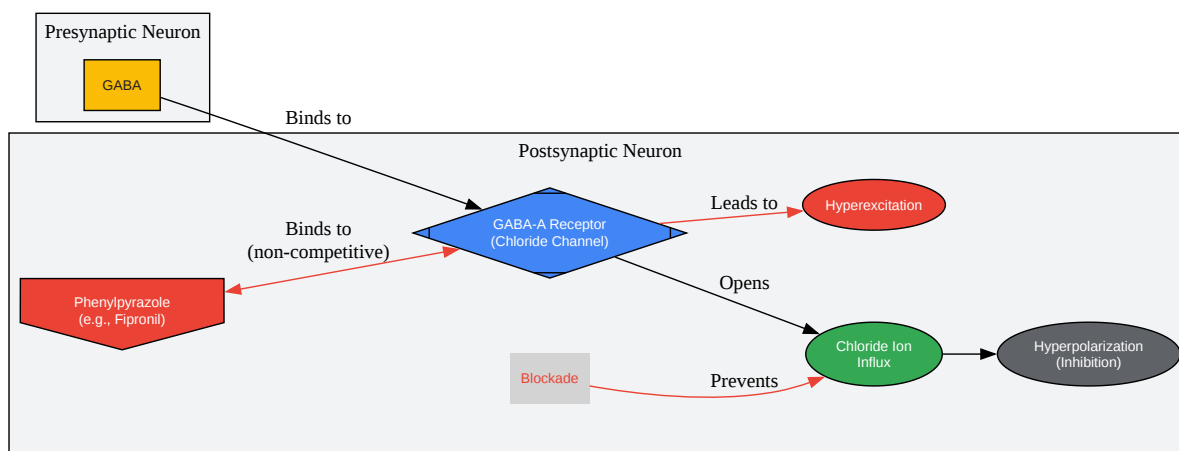 Presynaptic Neuron
GABA
Binds to
Postsynaptic Neuron
GABA-A Receptor
(Chloride Channel)
Leads to
Hyperexcitation
Binds to
(non-competitive)
Phenylpyrazole
(e.g., Fipronil)
Opens
Chloride Ion
Influx
Hyperpolarization
(Inhibition)
Blockade
Prevents